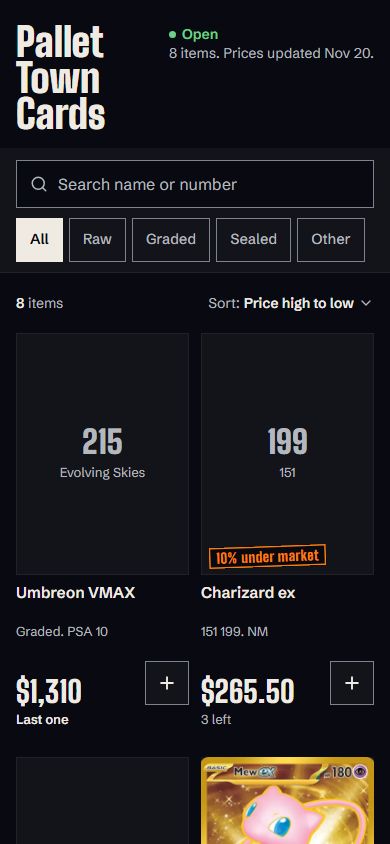 Pallet
Town
Cards
Open
8 items. Prices updated Nov 20.
Search name or number
All
Raw
Graded
Sealed
Other
8 items
Sort: Price high to low
215
Evolving Skies
199
151
10% under market
Umbreon VMAX
Charizard ex
Graded. PSA 10
151 199. NM
$1,310
+
$265.50
+
Last one
3 left
BASIC
Mew ex
180